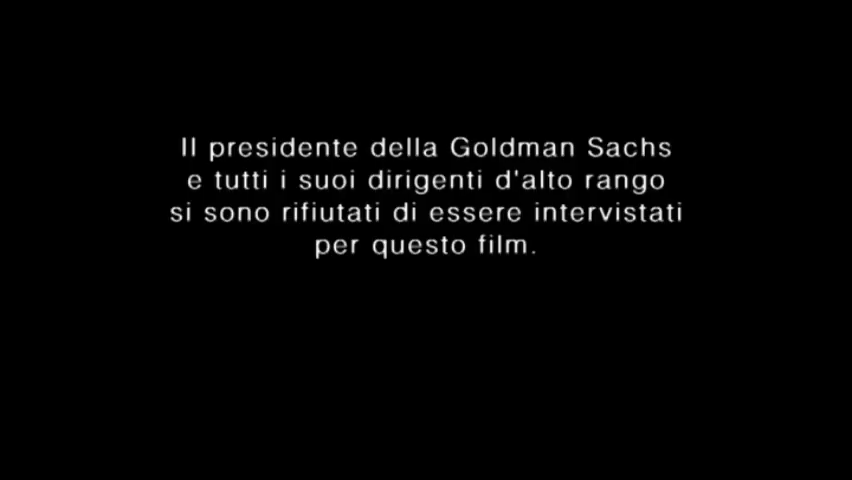 Il presidente della Goldman Sachs
e tutti i suoi dirigenti d'alto rango
si sono rifiutati di essere intervistati
per questo film.